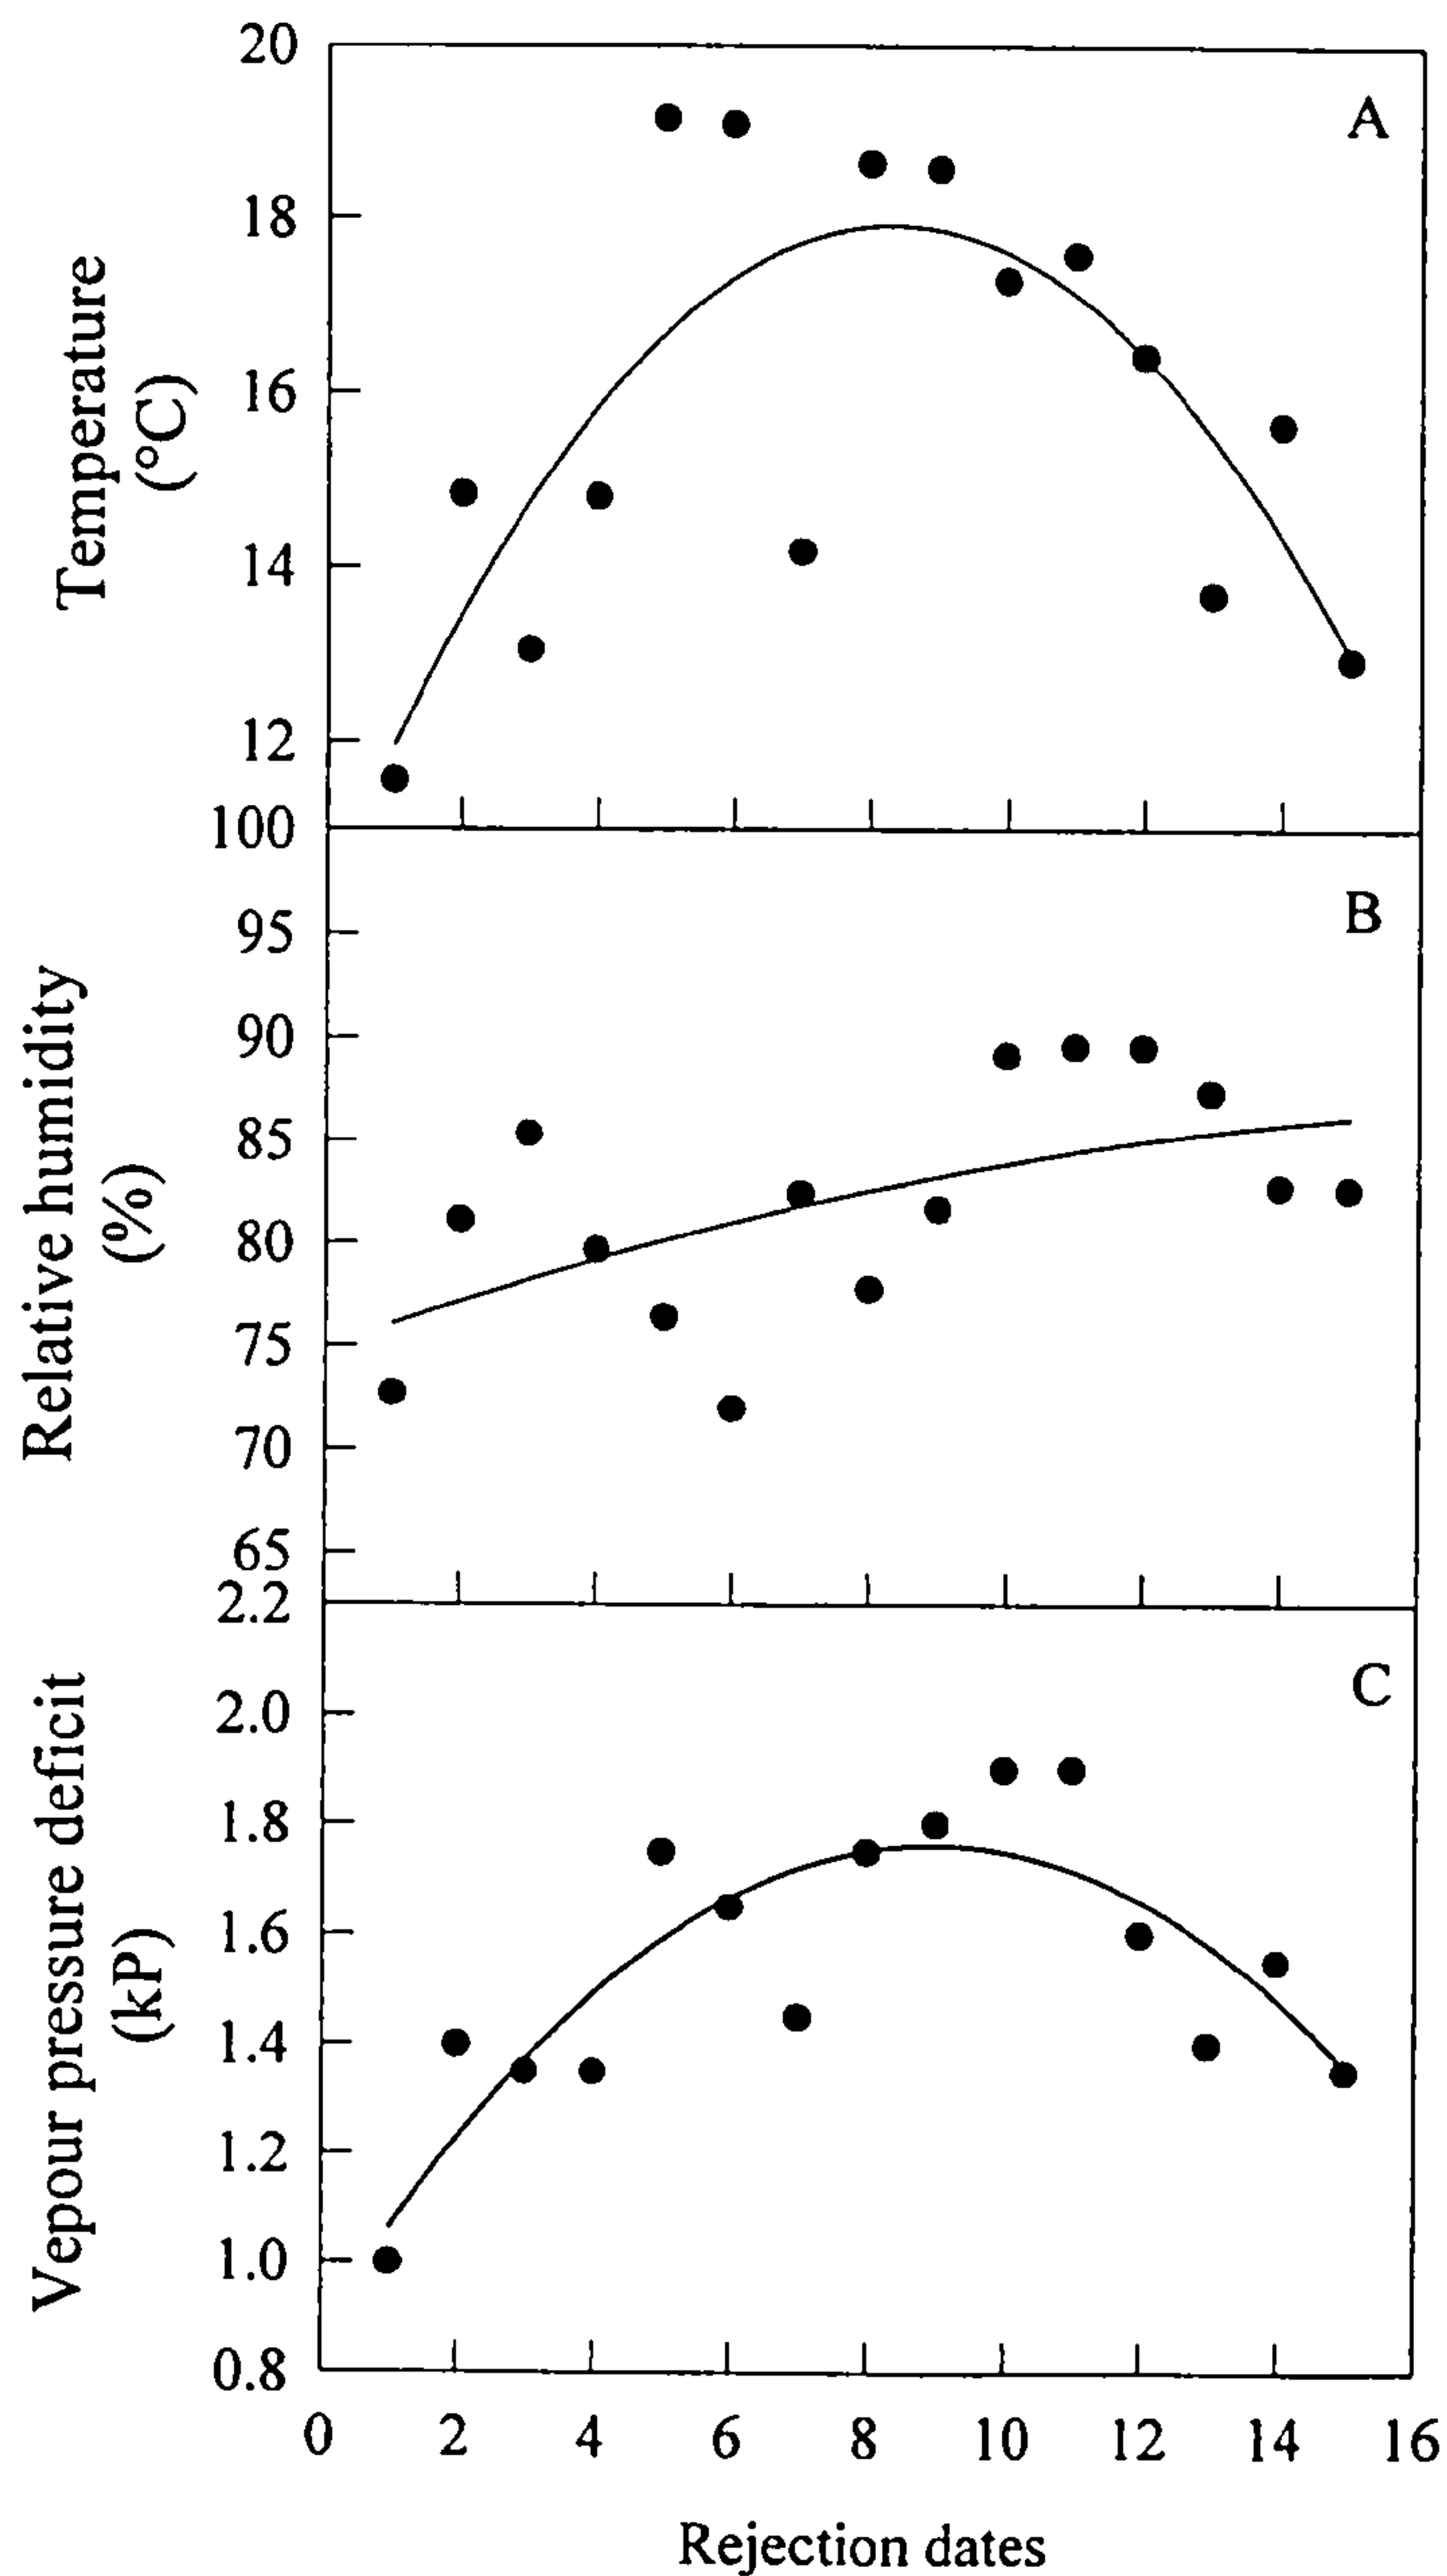 Temperature
(°C)
20
18
16
14
12
A
Relative humidity
(%)
100
95
90
85
80
75
70
65
B
Vepour pressure deficit
(kP)
2.2
2.0
1.8
1.6
1.4
1.2
1.0
0.8
C
0 2 4 6 8 10 12 14 16
Rejection dates